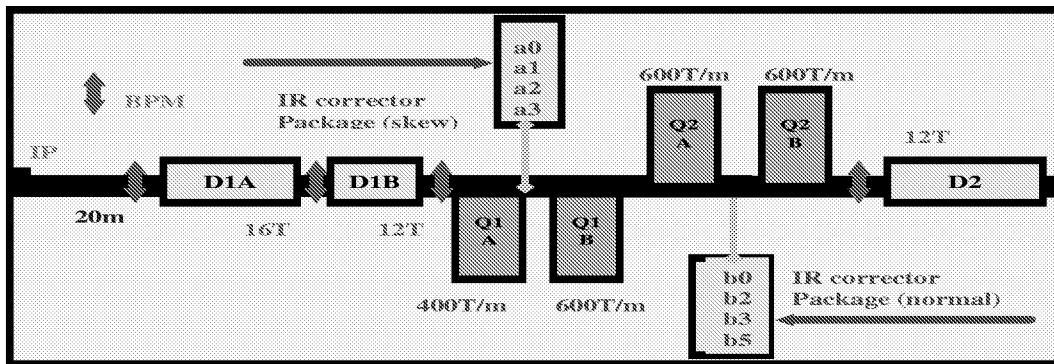 a0
a1
a2
a3
IR corrector
Package (skew)
BPM
600T/m
600T/m
Q2
A
Q2
B
12T
IP
D1A
D1B
D2
20m
16T
12T
Q1
A
Q1
B
400T/m
600T/m
b0
b2
b3
b5
IR corrector
Package (normal)